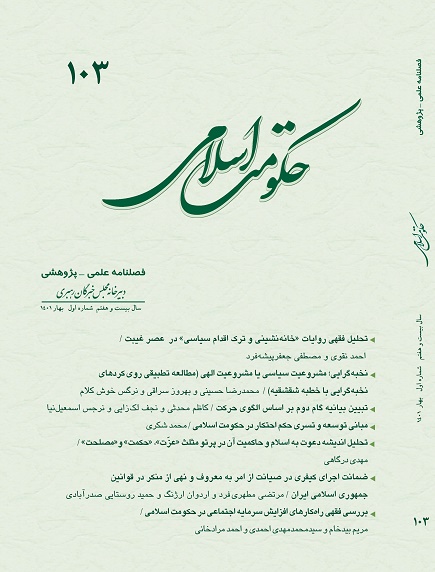 ۱۰۳
حکومت اسلامی
فصلنامه علمی - پژوهشی
دبیرخانه مجلس خبرگان رهبری
سال بیست و هفتم شماره اول بهار ۱۴۰۱
تحلیل فقهی روایات «خانه‌نشینی و ترک اقدام سیاسی» در عصر غیبت /
احمد نقوی و مصطفی جعفرپیشه‌فرد
نخبه‌گرایی؛ مشروعیت سیاسی یا مشروعیت الهی (مطالعه تطبیقی روی کردهای
نخبه‌گرایی با خطبه شقشقیه) / محمدرضا حسینی و بهروز سراقی و نرگس خوش کلام
تبیین بیانیه گام دوم بر اساس الگوی حرکت / کاظم محدثی و نجف لک‌زایی و نرجس اسمعیل‌نیا
مبانی توسعه و تسری حکم احتکار در حکومت اسلامی / محمد شکری
تحلیل اندیشه دعوت به اسلام و حاکمیت آن در پرتو مثلث «عزّت»، «حکمت» و «مصلحت» /
مهدی درگاهی
ضمانت اجرای کیفری در صیانت از امر به معروف و نهی از منکر در قوانین
جمهوری اسلامی ایران / مرتضی مطهری‌فرد و اردوان ارژنگ و حمید روستایی صدرآبادی
بررسی فقهی راه‌کارهای افزایش سرمایه اجتماعی در حکومت اسلامی /
مریم بیدخام و سیدمحمدمهدی احمدی و احمد مرادخانی
فصلنامه علمی - پژوهشی
حکومت اسلامی
سال بیست و هفتم شماره اول بهار ۱۴۰۱
۱۰۳